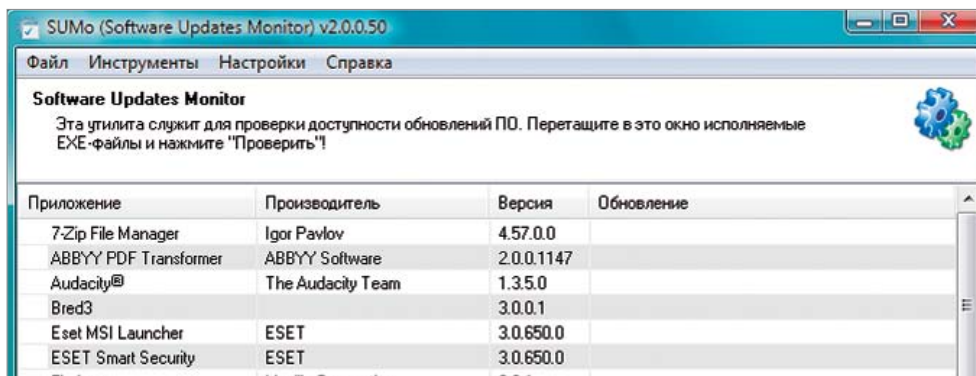 SUMo (Software Updates Monitor) v2.0.0.50
Файл Инструменты Настройки Справка
Software Updates Monitor
Эта утилита служит для проверки доступности обновлений ПО. Перетащите в это окно исполняемые
EXE-файлы и нажмите "Проверить"!
Приложение Производитель Версия Обновление
7-Zip File Manager Igor Pavlov 4.57.0.0
ABBYY PDF Transformer ABBYY Software 2.0.0.1147
Audacity® The Audacity Team 1.3.5.0
Bred3 3.0.0.1
Eset MSI Launcher ESET 3.0.650.0
ESET Smart Security ESET 3.0.650.0